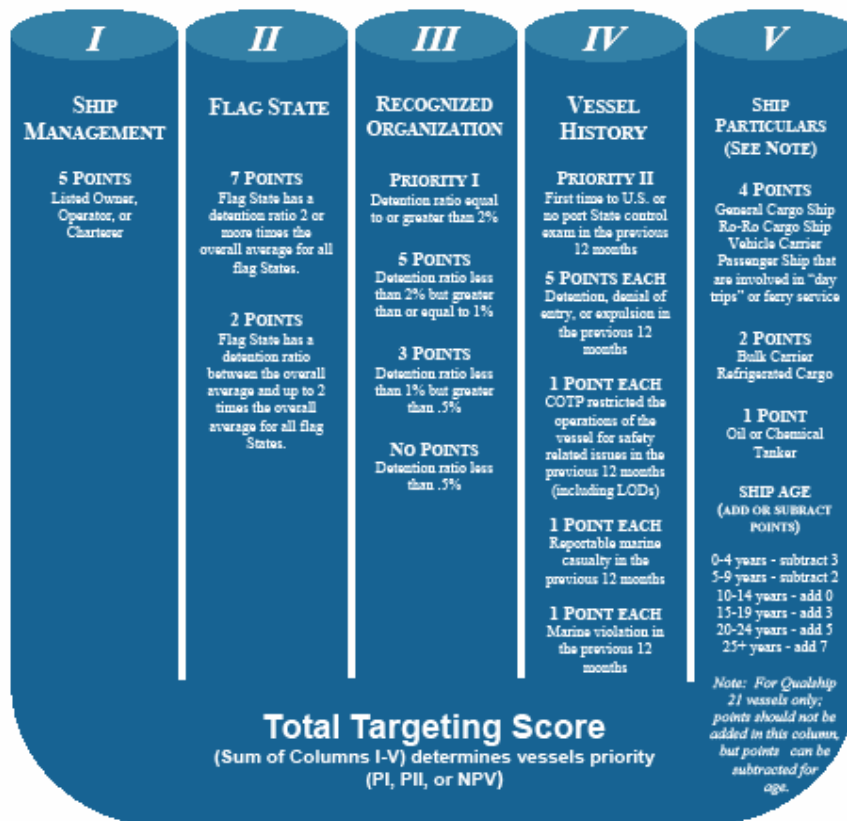 I
SHIP
MANAGEMENT
5 POINTS
Listed Owner,
Operator, or
Charterer
II
FLAG STATE
7 POINTS
Flag State has a
detention ratio 2 or
more times the
overall average for all
flag States.
2 POINTS
Flag State has a
detention ratio
between the overall
average and up to 2
times the overall
average for all flag
States.
III
RECOGNIZED
ORGANIZATION
PRIORITY I
Detention ratio equal
to or greater than 2%
5 POINTS
Detention ratio less
than 2% but greater
than or equal to 1%
3 POINTS
Detention ratio less
than 1% but greater
than .5%
NO POINTS
Detention ratio less
than .5%
IV
VESSEL
HISTORY
PRIORITY II
First time to U.S. or
no port State control
exam in the previous
12 months
5 POINTS EACH
Detention, denial of
entry, or expulsion in
the previous 12
months
1 POINT EACH
COTP restricted the
operations of the
vessel for safety
related issues in the
previous 12 months
(including LODs)
1 POINT EACH
Reportable marine
casualty in the
previous 12 months
1 POINT EACH
Marine violation in
the previous 12
months
V
SHIP
PARTICULARS
(SEE NOTE)
4 POINTS
General Cargo Ship
Ro-Ro Cargo Ship
Vehicle Carrier
Passenger Ship that
are involved in “day
trips” or ferry service
2 POINTS
Bulk Carrier
Refrigerated Cargo
1 POINT
Oil or Chemical
Tanker
SHIP AGE
(ADD OR SUBRACT
POINTS)
0-4 years - subtract 3
5-9 years - subtract 2
10-14 years - add 0
15-19 years - add 3
20-24 years - add 5
25+ years - add 7
Note: For Qualship
21 vessels only;
points should not be
added in this column,
but points can be
subtracted for
age.
Total Targeting Score
(Sum of Columns I-V) determines vessels priority
(PI, PII, or NPV)